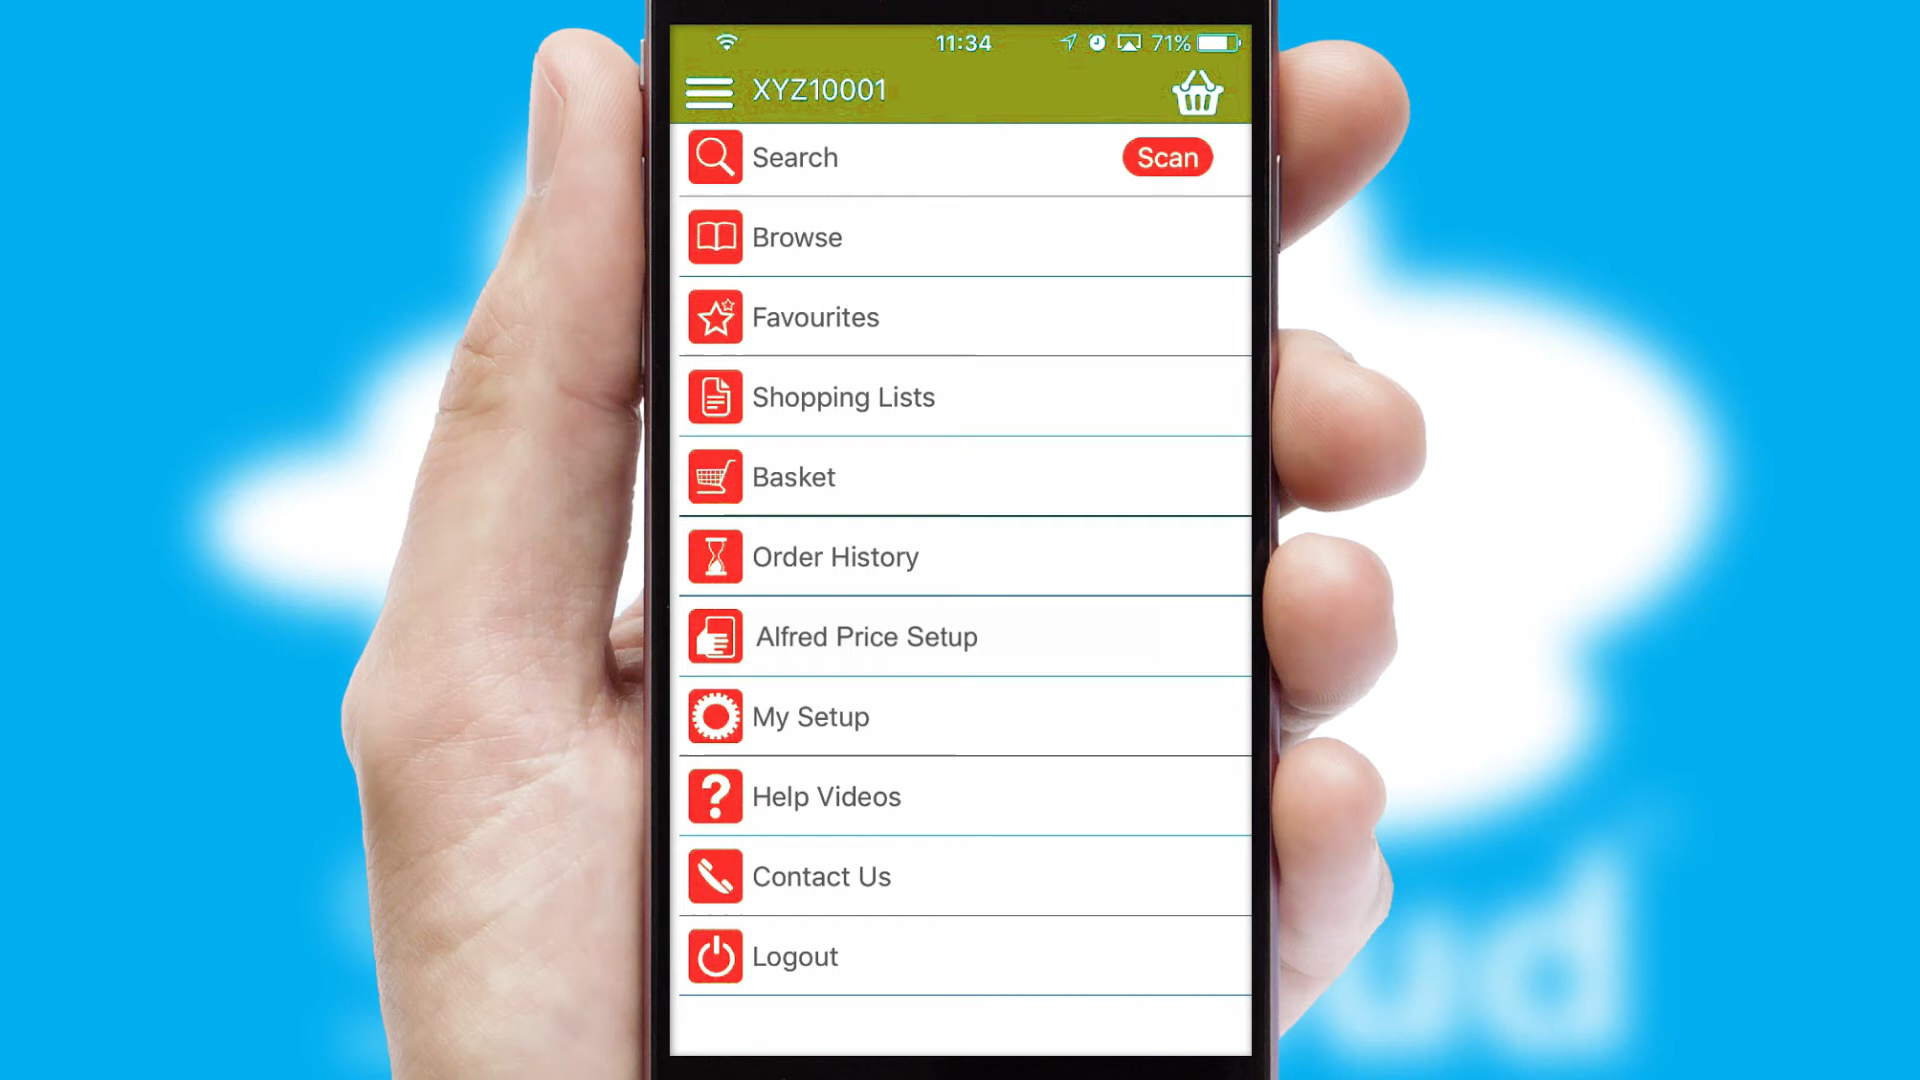 11:34 71%
XYZ10001
Search Scan
Browse
Favourites
Shopping Lists
Basket
Order History
Alfred Price Setup
My Setup
Help Videos
Contact Us
Logout